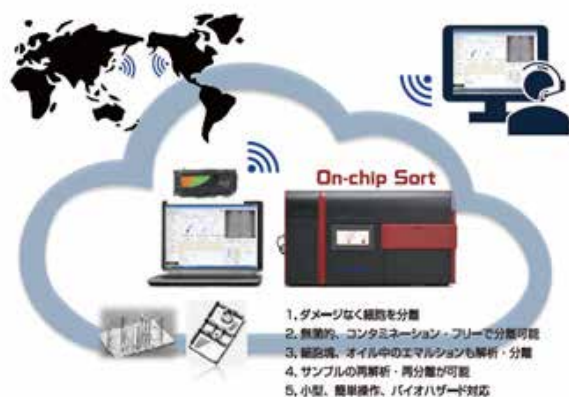 On-chip Sort
1, ダメージなく細胞を分離
2, 無菌的、コンタミネーション・フリーで分離可能
3, 細胞塊、オイル中のエマルションも解析・分離
4, サンプルの再解析・再分離が可能
5, 小型、簡単操作、バイオハザード対応